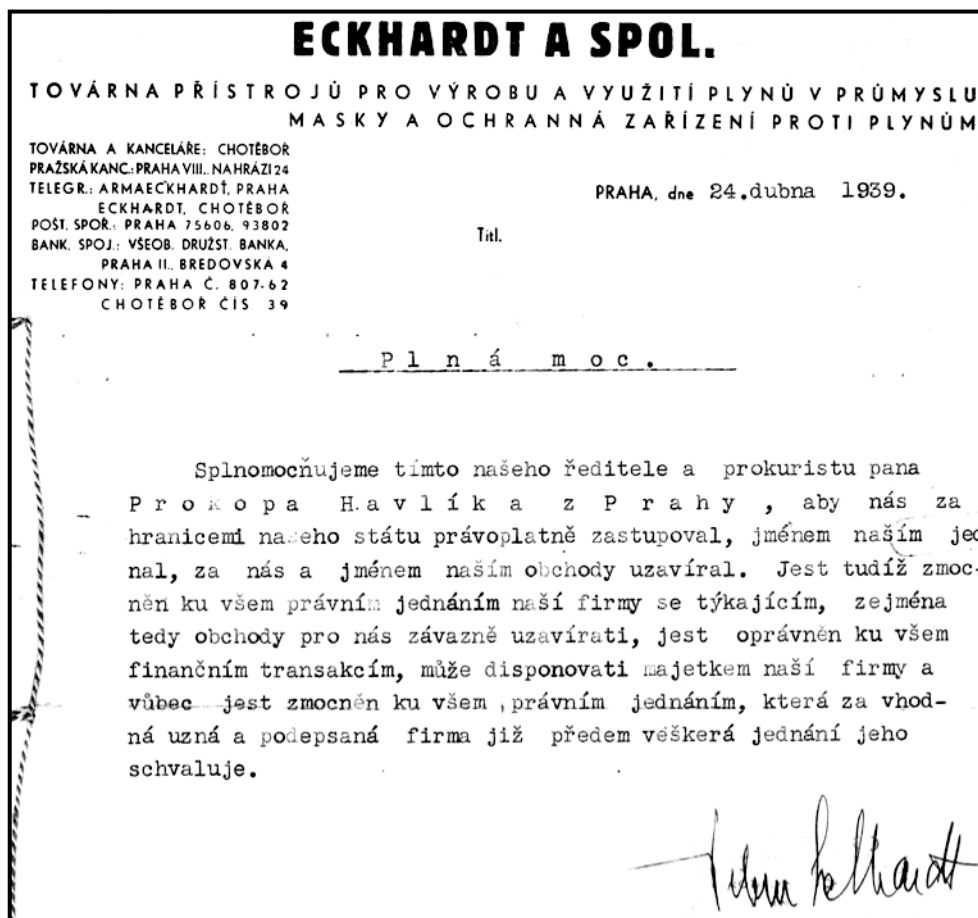 ECKHARDT A SPOL.
TOVÁRNA PŘÍSTROJŮ PRO VÝROBU A VYUŽITÍ PLYNŮ V PRŮMYSLU
MASKY A OCHRANNÁ ZAŘÍZENÍ PROTI PLYNŮM
TOVÁRNA A KANCELÁŘE: CHOTĚBOŘ
PRAŽSKÁ KANC.: PRAHA VIII., NA HRÁZI 24
TELEGR.: ARMAECKHARDT, PRAHA
ECKHARDT, CHOTĚBOŘ
POŠT. SPOŘ.: PRAHA 75606, 93802
BANK. SPOJ.: VŠEOB. DRUŽST. BANKA,
PRAHA II., BREDOVSKÁ 4
TELEFONY: PRAHA Č. 807-62
CHOTĚBOŘ ČÍS 39
PRAHA, dne 24.dubna 1939.
Titl.
Plná moc.
Splnomocňujeme tímto našeho ředitele a prokuristu pana
Prokopa Havlíka z Prahy, aby nás za
hranicemi našeho státu právoplatně zastupoval, jménem naším jed
nal, za nás a jménem naším obchody uzavíral. Jest tudíž zmoc-
něn ku všem právním jednáním naší firmy se týkajícím, zejména
tedy obchody pro nás závazně uzavírati, jest oprávněn ku všem
finančním transakcím, může disponovati majetkem naší firmy a
vůbec jest zmocněn ku všem právním jednáním, která za vhod-
ná uzná a podepsaná firma již předem veškerá jednání jeho
schvaluje.
Eckhardt